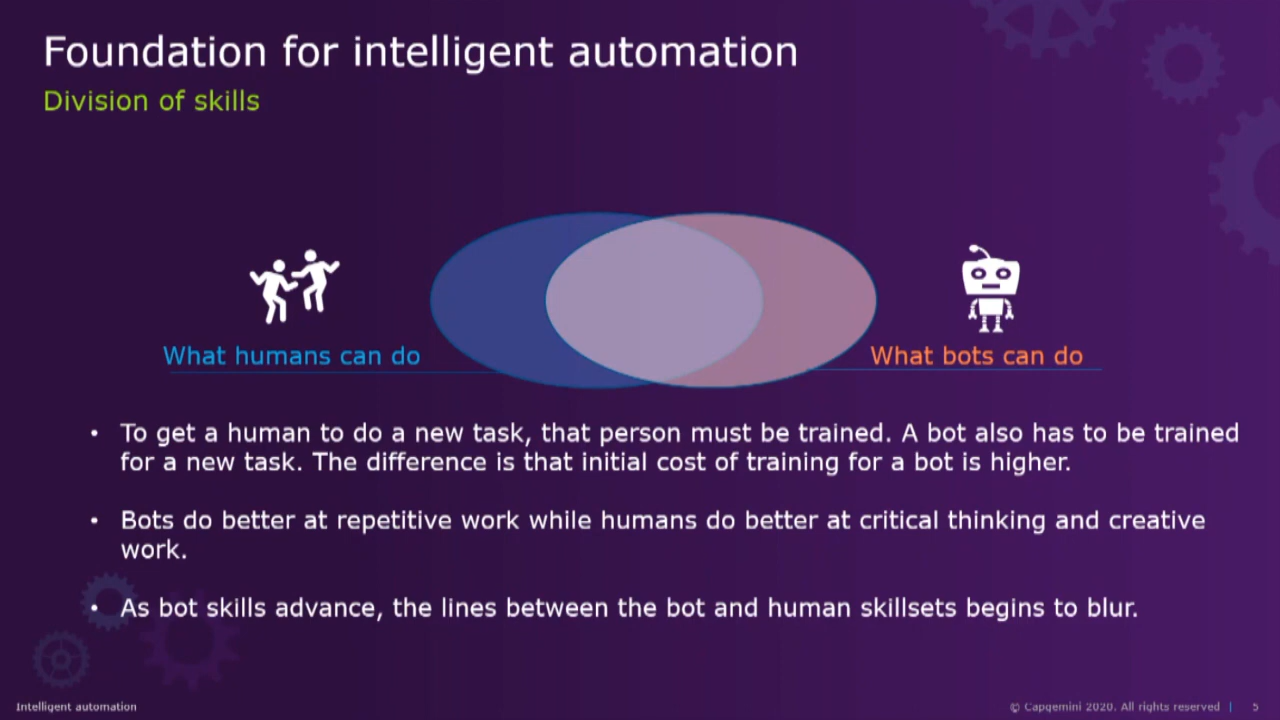 Foundation for intelligent automation
Division of skills
What humans can do
What bots can do
• To get a human to do a new task, that person must be trained. A bot also has to be trained
for a new task. The difference is that initial cost of training for a bot is higher.
• Bots do better at repetitive work while humans do better at critical thinking and creative
work.
• As bot skills advance, the lines between the bot and human skillsets begins to blur.
Intelligent automation
© Capgemini 2020. All rights reserved | 5